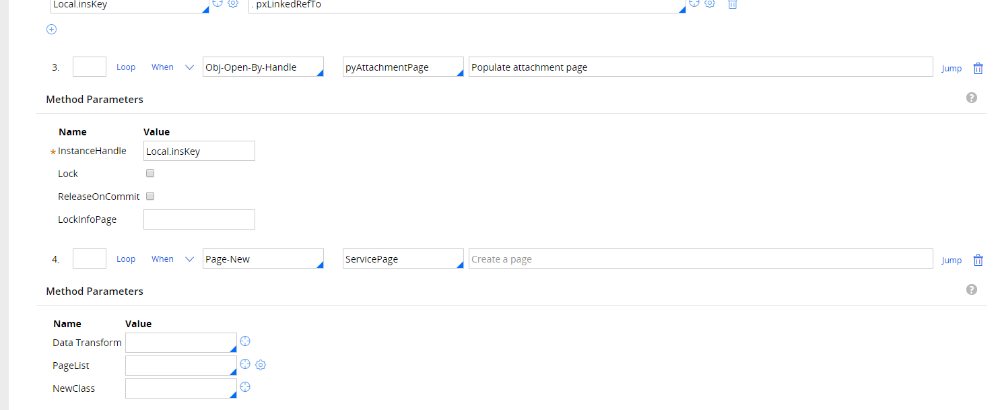 Local.insKey . pxLinkedRefTo
3. Loop When Obj-Open-By-Handle pyAttachmentPage Populate attachment page Jump
Method Parameters ?
Name Value
* InstanceHandle Local.insKey
Lock
ReleaseOnCommit
LockInfoPage
4. Loop When Page-New ServicePage Create a page Jump
Method Parameters ?
Name Value
Data Transform
PageList
NewClass